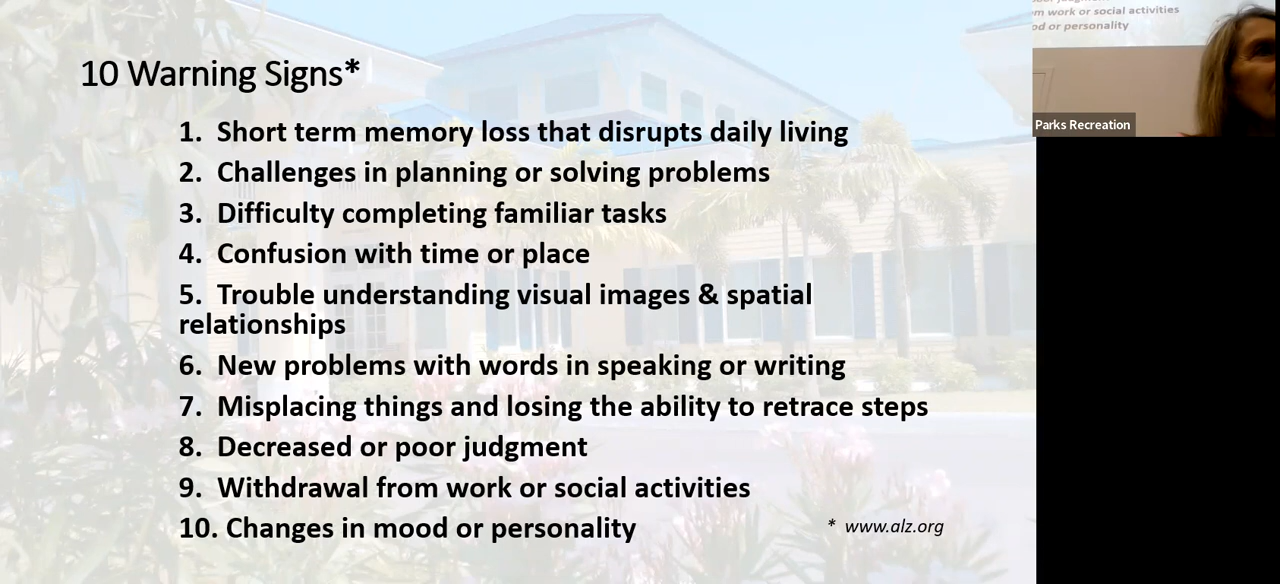 10 Warning Signs*
1. Short term memory loss that disrupts daily living
2. Challenges in planning or solving problems
3. Difficulty completing familiar tasks
4. Confusion with time or place
5. Trouble understanding visual images & spatial
relationships
6. New problems with words in speaking or writing
7. Misplacing things and losing the ability to retrace steps
8. Decreased or poor judgment
9. Withdrawal from work or social activities
10. Changes in mood or personality
* www.alz.org
work or social activities
or personality
Parks Recreation